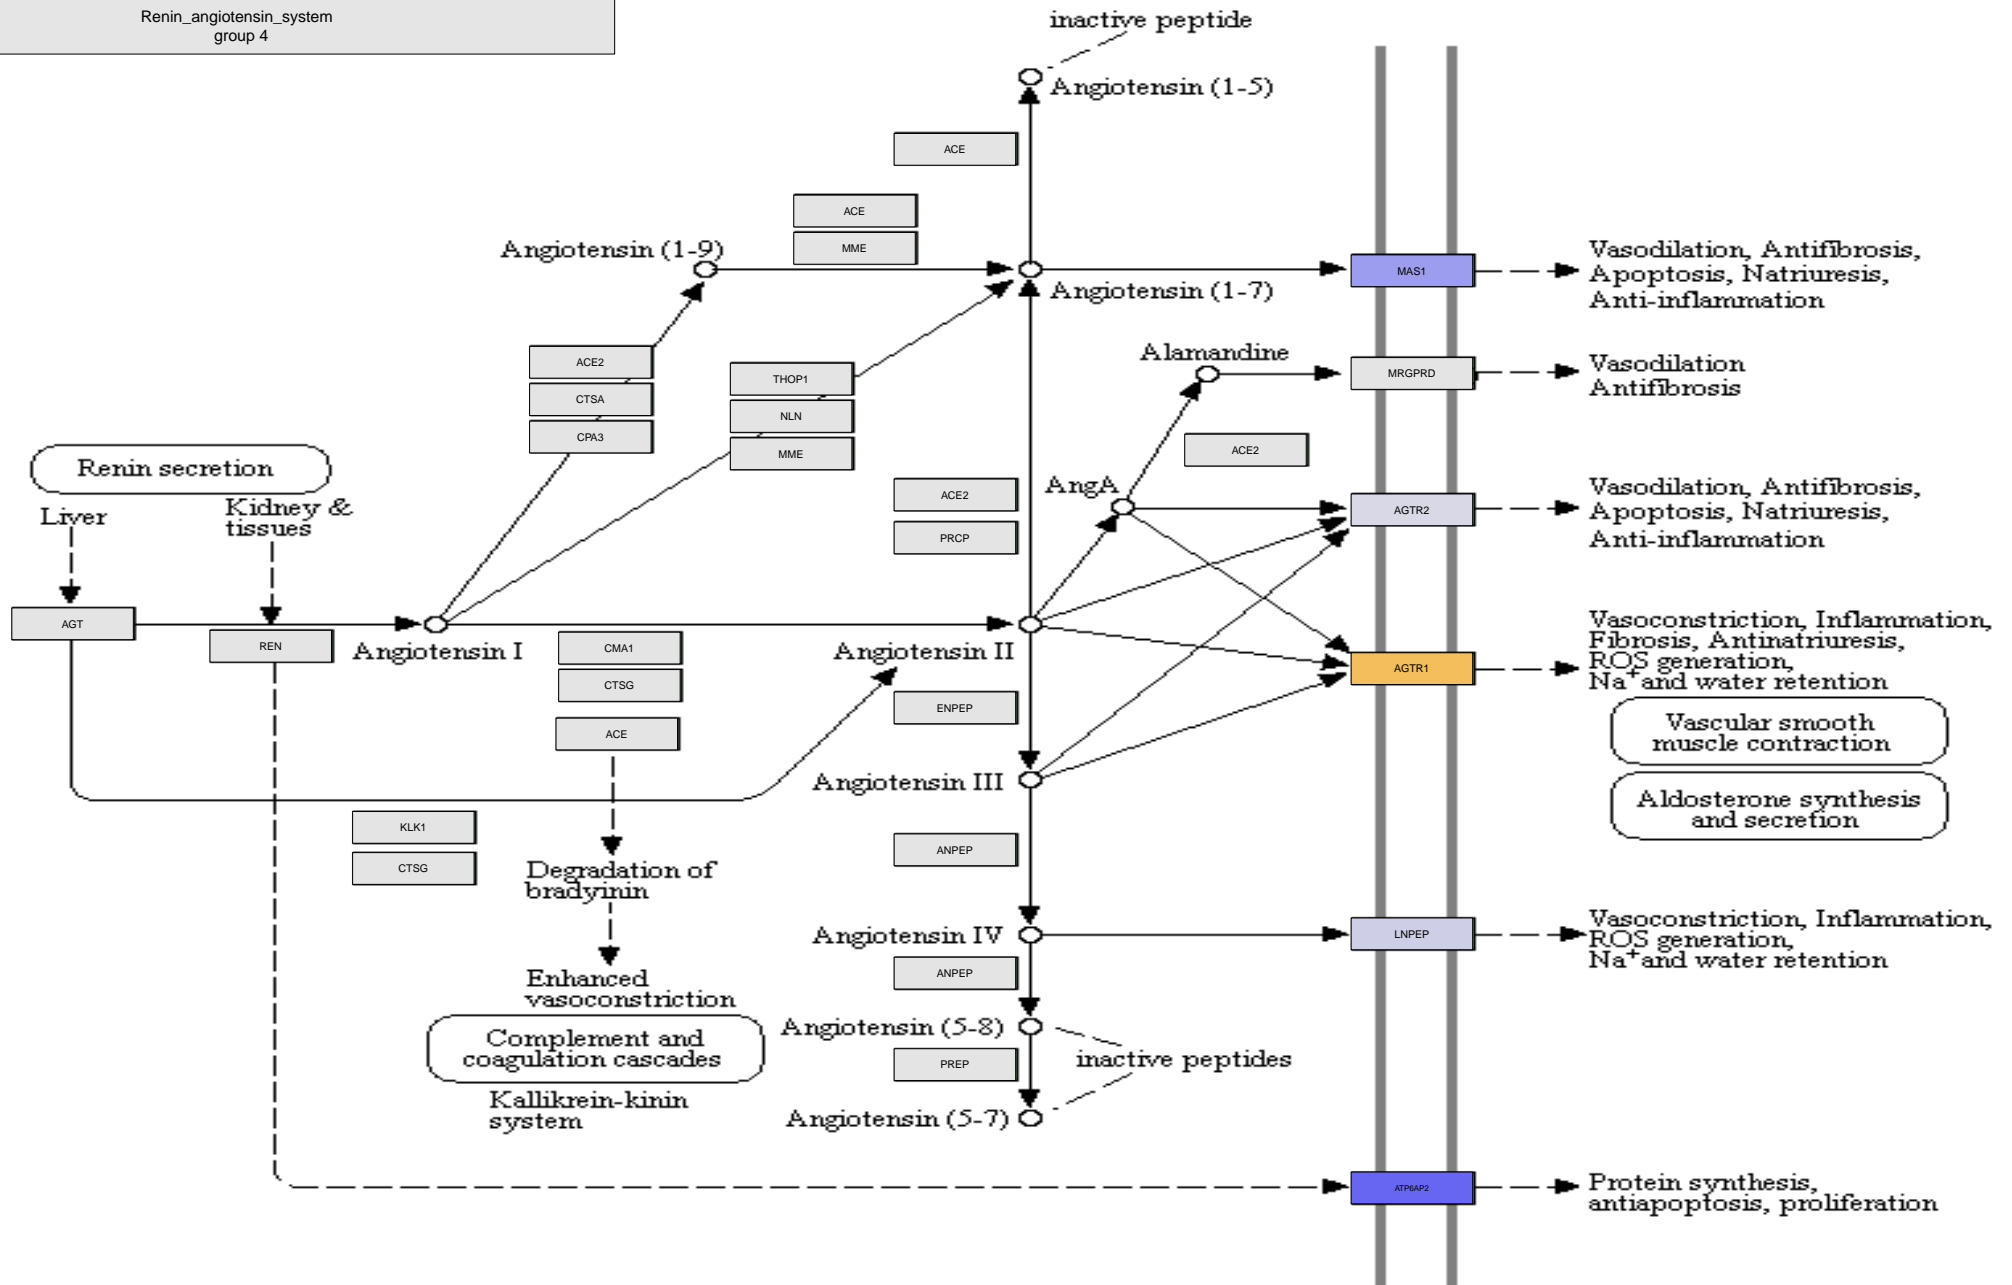 Renin_angiotensin_system
group 4
inactive peptide
Angiotensin (1-5)
ACE
ACE
MME
Angiotensin (1-9)
Angiotensin (1-7)
MAS1
Vasodilation, Antifibrosis,
Apoptosis, Natriuresis,
Anti-inflammation
ACE2
CTSA
CPA3
THOP1
NLN
MME
Alamandine
MRGPRD
Vasodilation
Antifibrosis
ACE2
Renin secretion
Liver
Kidney &
tissues
ACE2
PRCP
AngA
AGTR2
Vasodilation, Antifibrosis,
Apoptosis, Natriuresis,
Anti-inflammation
AGT
REN
Angiotensin I
CMA1
CTSG
ACE
Angiotensin II
ENPEP
AGTR1
Vasoconstriction, Inflammation,
Fibrosis, Antinatriuresis,
ROS generation,
Na+and water retention
Vascular smooth
muscle contraction
Aldosterone synthesis
and secretion
Angiotensin III
KLK1
CTSG
Degradation of
bradyinin
ANPEP
Angiotensin IV
LNPEP
Vasoconstriction, Inflammation,
ROS generation,
Na+and water retention
ANPEP
Enhanced
vasoconstriction
Complement and
coagulation cascades
Kallikrein-kinin
system
Angiotensin (5-8)
PREP
inactive peptides
Angiotensin (5-7)
ATP6AP2
Protein synthesis,
antiapoptosis, proliferation